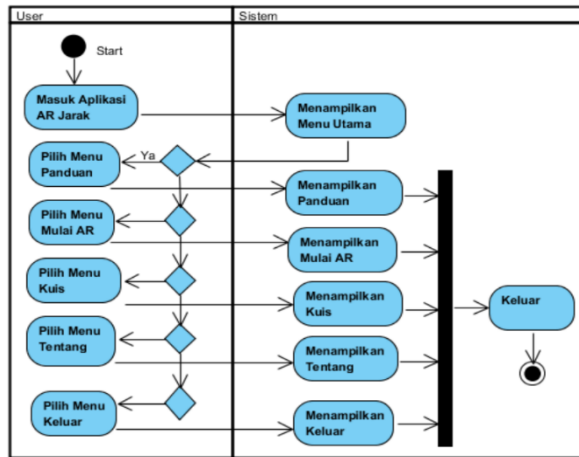 User
Sistem
Start
Masuk Aplikasi
AR Jarak
Menampilkan
Menu Utama
Ya
Pilih Menu
Panduan
Menampilkan
Panduan
Pilih Menu
Mulai AR
Menampilkan
Mulai AR
Pilih Menu
Kuis
Menampilkan
Kuis
Keluar
Pilih Menu
Tentang
Menampilkan
Tentang
Pilih Menu
Keluar
Menampilkan
Keluar